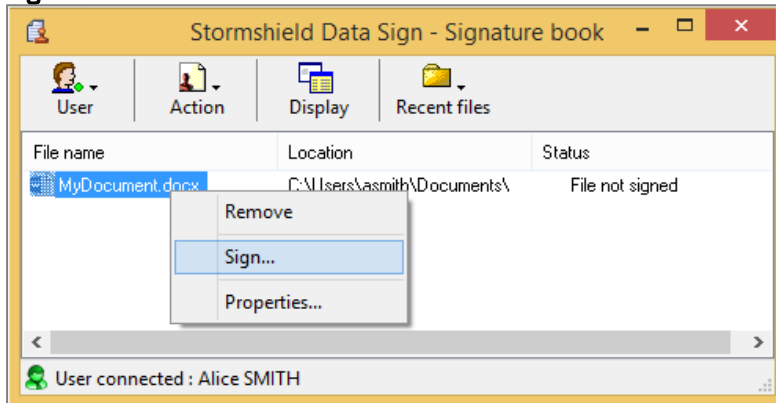 Stormshield Data Sign - Signature book
User Action Display Recent files
File name Location Status
MyDocument.docx C:\Users\asmith\Documents\ File not signed
Remove
Sign...
Properties...
User connected : Alice SMITH